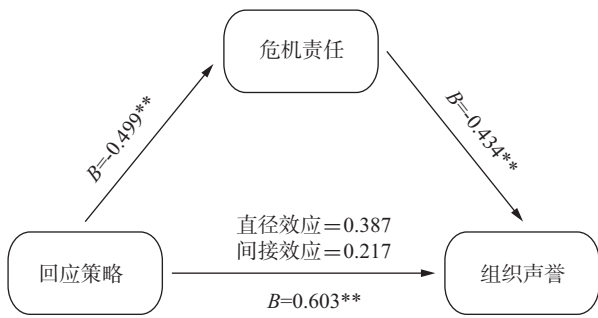 危机责任
B=-0.499**
B=-0.434**
直径效应=0.387
间接效应=0.217
回应策略
组织声誉
B=0.603**